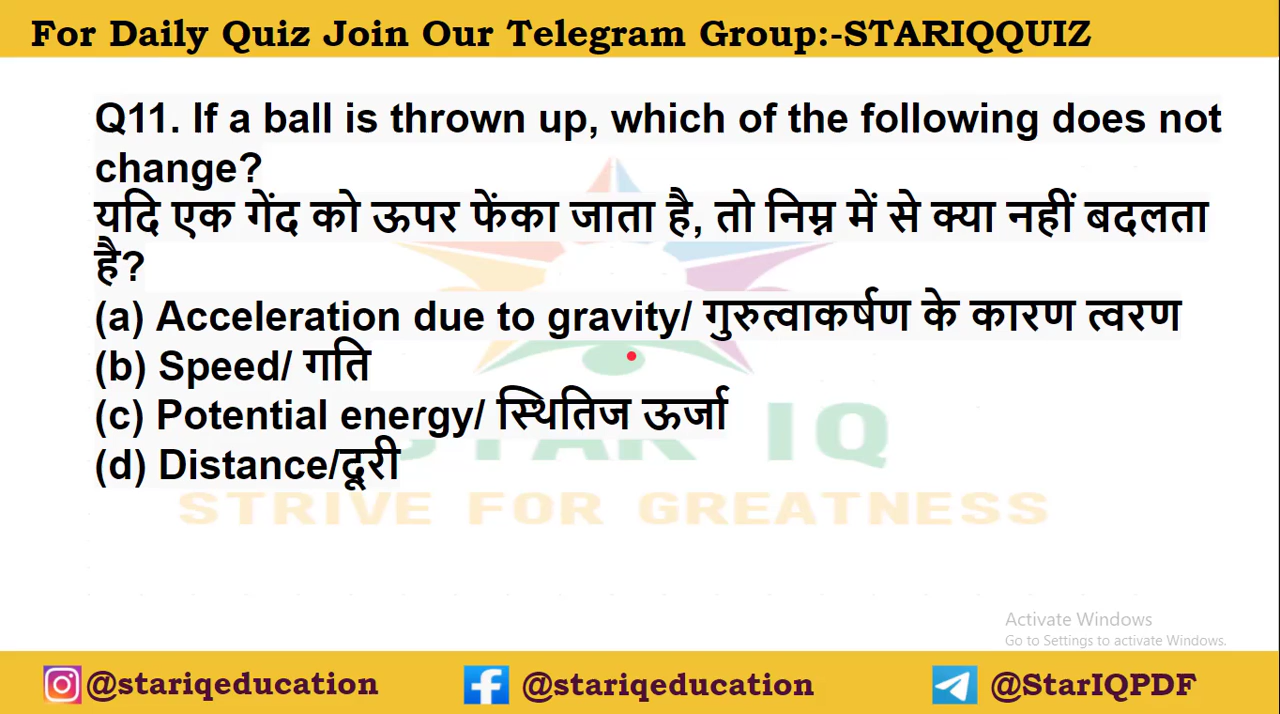 For Daily Quiz Join Our Telegram Group:-STARIQQUIZ
Q11. If a ball is thrown up, which of the following does not
change?
यदि एक गेंद को ऊपर फेंका जाता है, तो निम्न में से क्या नहीं बदलता
है?
(a) Acceleration due to gravity/ गुरुत्वाकर्षण के कारण त्वरण
(b) Speed/ गति
(c) Potential energy/ स्थितिज ऊर्जा
(d) Distance/दूरी
STAR IQ
STRIVE FOR GREATNESS
Activate Windows
Go to Settings to activate Windows.
@stariqeducation
@stariqeducation
@StarIQPDF